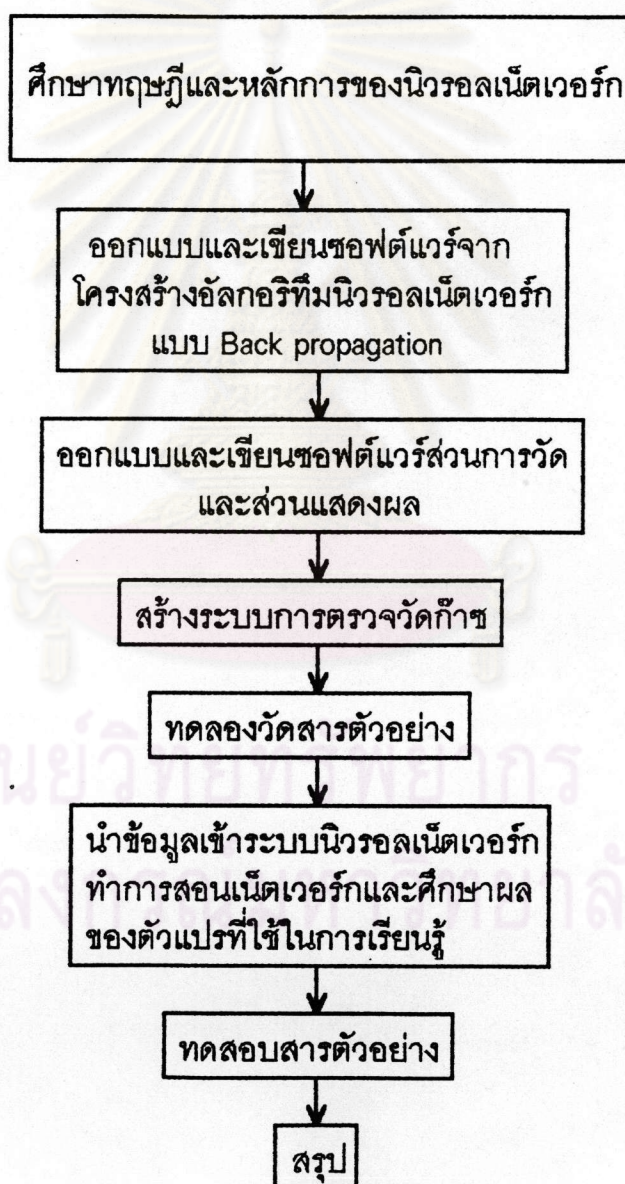 ศึกษาทฤษฎีและหลักการของนิวรอลเน็ตเวอร์ก
ออกแบบและเขียนซอฟต์แวร์จาก
โครงสร้างอัลกอริทึมนิวรอลเน็ตเวอร์ก
แบบ Back propagation
ออกแบบและเขียนซอฟต์แวร์ส่วนการวัด
และส่วนแสดงผล
สร้างระบบการตรวจวัดก๊าซ
ทดลองวัดสารตัวอย่าง
นำข้อมูลเข้าระบบนิวรอลเน็ตเวอร์ก
ทำการสอนเน็ตเวอร์กและศึกษาผล
ของตัวแปรที่ใช้ในการเรียนรู้
ทดสอบสารตัวอย่าง
สรุป